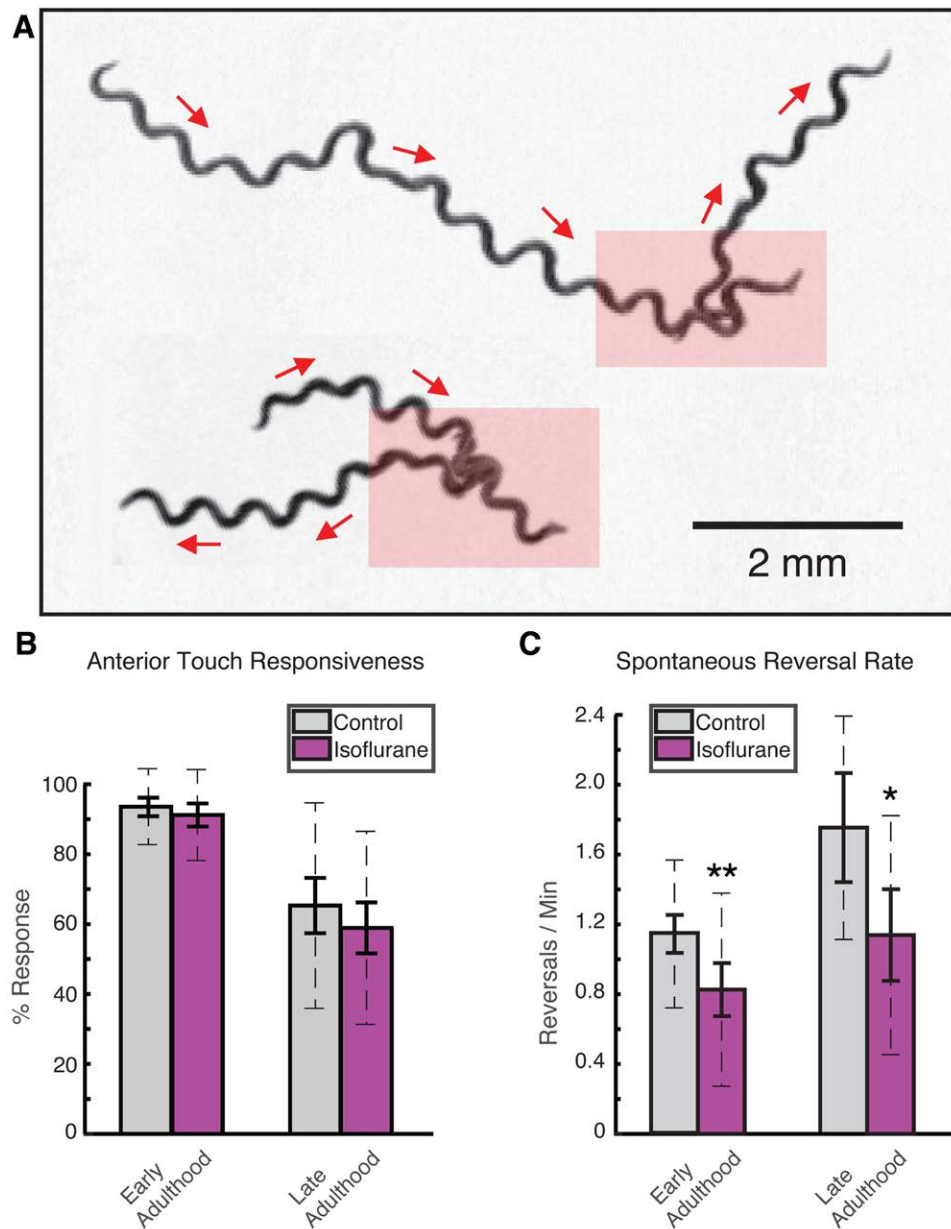 A
2 mm
B
Anterior Touch Responsiveness
Control
Isoflurane
% Response
100
80
60
40
20
0
Early
Adulthood
Late
Adulthood
C
Spontaneous Reversal Rate
Control
Isoflurane
Reversals / Min
2.4
2.0
1.6
1.2
0.8
0.4
0
**
*
Early
Adulthood
Late
Adulthood